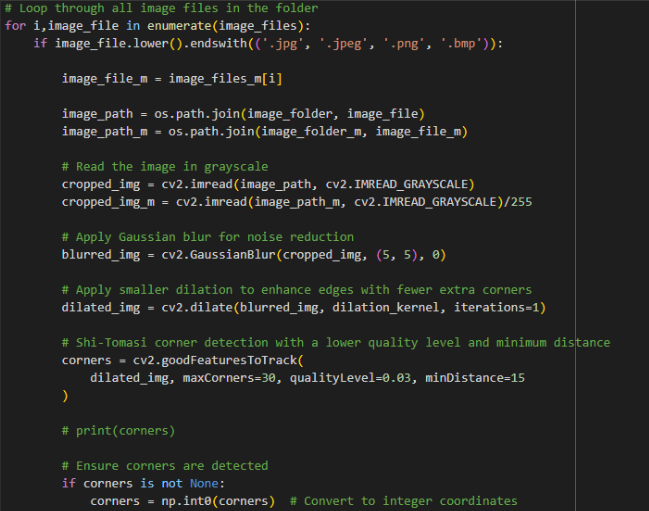 # Loop through all image files in the folder
for i,image_file in enumerate(image_files):
    if image_file.lower().endswith(('.jpg', '.jpeg', '.png', '.bmp')):

        image_file_m = image_files_m[i]

        image_path = os.path.join(image_folder, image_file)
        image_path_m = os.path.join(image_folder_m, image_file_m)

        # Read the image in grayscale
        cropped_img = cv2.imread(image_path, cv2.IMREAD_GRAYSCALE)
        cropped_img_m = cv2.imread(image_path_m, cv2.IMREAD_GRAYSCALE)/255

        # Apply Gaussian blur for noise reduction
        blurred_img = cv2.GaussianBlur(cropped_img, (5, 5), 0)

        # Apply smaller dilation to enhance edges with fewer extra corners
        dilated_img = cv2.dilate(blurred_img, dilation_kernel, iterations=1)

        # Shi-Tomasi corner detection with a lower quality level and minimum distance
        corners = cv2.goodFeaturesToTrack(
            dilated_img, maxCorners=30, qualityLevel=0.03, minDistance=15
        )

        # print(corners)

        # Ensure corners are detected
        if corners is not None:
            corners = np.int0(corners)  # Convert to integer coordinates